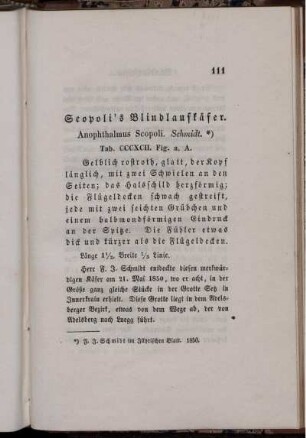 111
Scopoli's Blindlaufkäfer.
Anophthalmus Scopoli. Schmidt. *)
Tab. CCCXCII. Fig. a, A.
Gelblich rostroth, glatt, der Kopf
länglich, mit zwei Schwielen an
den Seiten; das Halsschild herzförmig;
die Flügeldecken schwach gestreift,
jede mit zwei seichten Grübchen und
einem halbmondförmigen Eindruck
an der Spitze. Die Fühler etwas
dick und kürzer als die Flügeldecken.
Länge 1½, Breite ½ Linie.
Herr F. J. Schmidt entdeckte diesen merkwür-
digen Käfer am 21. Mai 1850, wo er acht, in der
Größe ganz gleiche Stücke in der Grotte Setz in
Innerkrain erhielt. Diese Grotte liegt in dem Adels-
berger Bezirk, etwas von dem Wege ab, der von
Adelsberg nach Luegg führt.
*) F. J. Schmidt im Illyrischen Blatt. 1850.